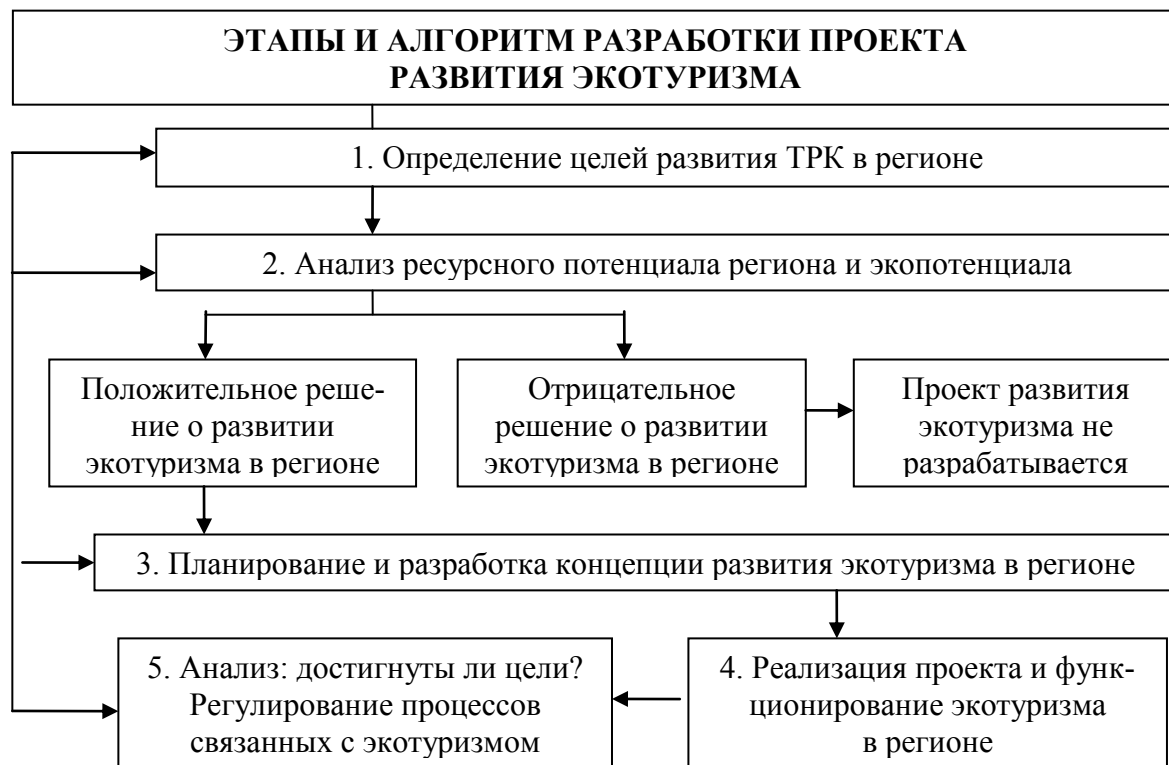 ЭТАПЫ И АЛГОРИТМ РАЗРАБОТКИ ПРОЕКТА
РАЗВИТИЯ ЭКОТУРИЗМА
1. Определение целей развития ТРК в регионе
2. Анализ ресурсного потенциала региона и экопотенциала
Положительное реше-
ние о развитии
экотуризма в регионе
Отрицательное
решение о развитии
экотуризма в регионе
Проект развития
экотуризма не
разрабатывается
3. Планирование и разработка концепции развития экотуризма в регионе
5. Анализ: достигнуты ли цели?
Регулирование процессов
связанных с экотуризмом
4. Реализация проекта и функ-
ционирование экотуризма
в регионе